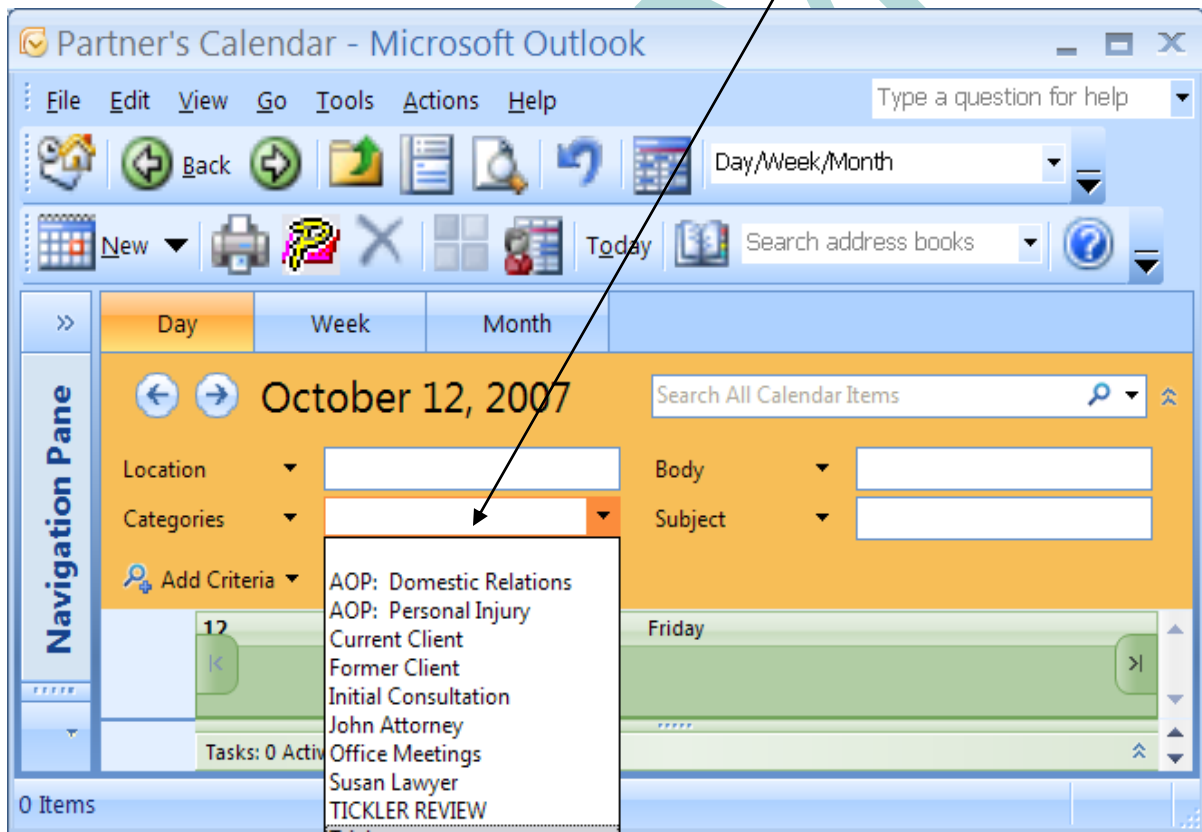 Partner's Calendar - Microsoft Outlook
File Edit View Go Tools Actions Help Type a question for help
Back Day/Week/Month
New Today Search address books
Day Week Month
October 12, 2007 Search All Calendar Items
Location Body
Categories Subject
Add Criteria
AOP: Domestic Relations
AOP: Personal Injury
Current Client
Former Client
Initial Consultation
John Attorney
Office Meetings
Susan Lawyer
TICKLER REVIEW
Navigation Pane
12 Friday
Tasks: 0 Activ
0 Items